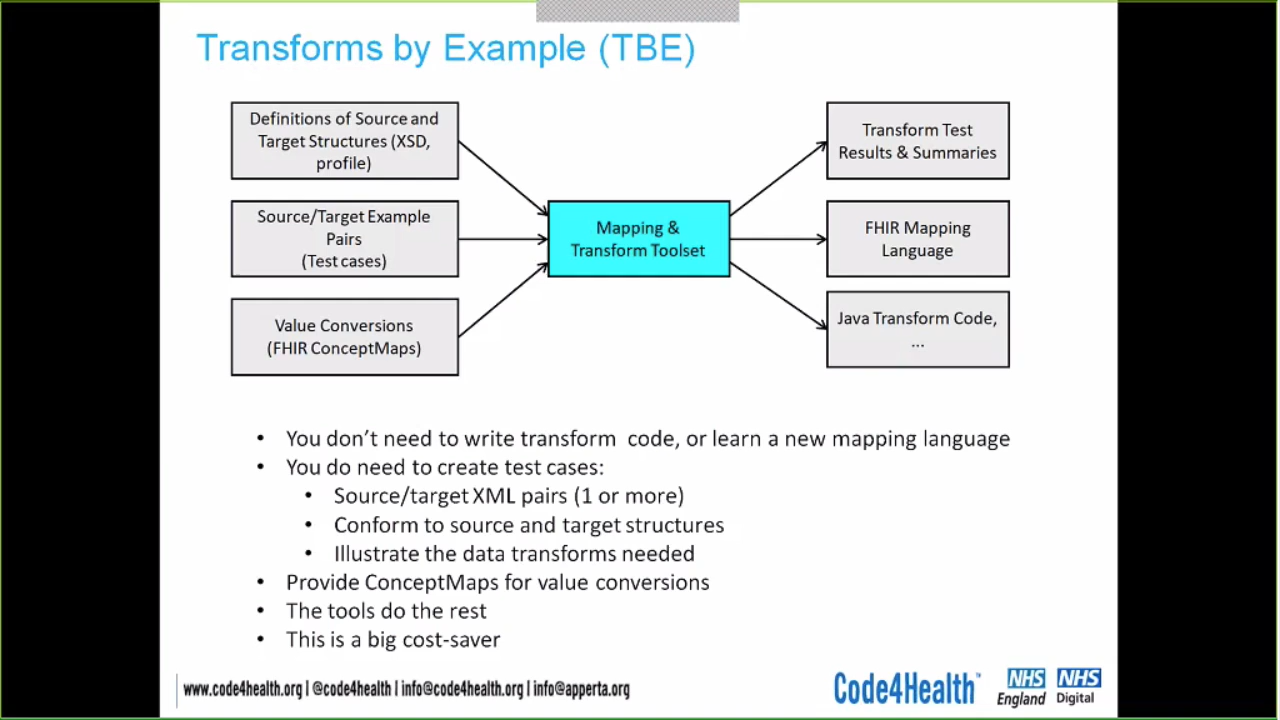 Transforms by Example (TBE)
Definitions of Source and
Target Structures (XSD,
profile)
Source/Target Example
Pairs
(Test cases)
Value Conversions
(FHIR ConceptMaps)
Mapping &
Transform Toolset
Transform Test
Results & Summaries
FHIR Mapping
Language
Java Transform Code,
...
• You don't need to write transform code, or learn a new mapping language
• You do need to create test cases:
• Source/target XML pairs (1 or more)
• Conform to source and target structures
• Illustrate the data transforms needed
• Provide ConceptMaps for value conversions
• The tools do the rest
• This is a big cost-saver
www.code4health.org | @code4health | info@code4health.org | info@apperta.org
Code4Health™
NHS
England
NHS
Digital